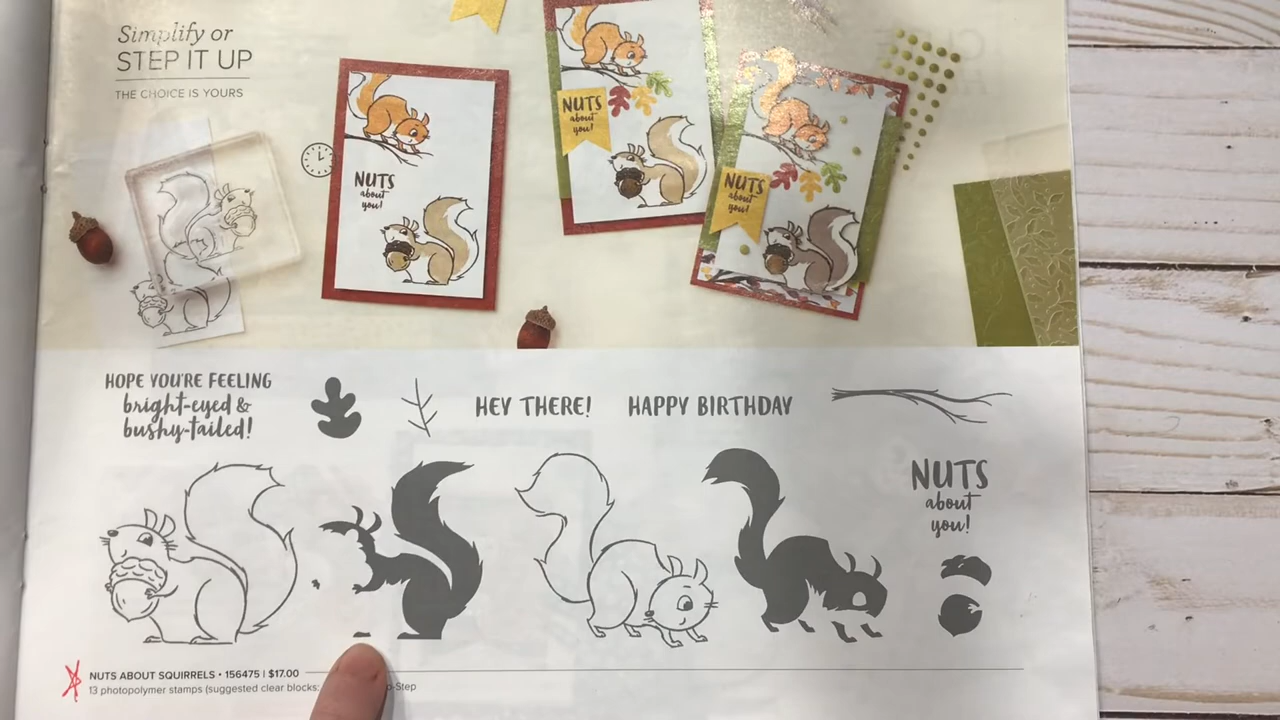 Simplify or
STEP IT UP
THE CHOICE IS YOURS
NUTS
about
you!
NUTS
about
you!
NUTS
about
you!
HOPE YOU'RE FEELING
bright-eyed &
bushy-tailed!
HEY THERE!
HAPPY BIRTHDAY
NUTS
about
you!
NUTS ABOUT SQUIRRELS • 156475 | $17.00
13 photopolymer stamps (suggested clear blocks: -Step